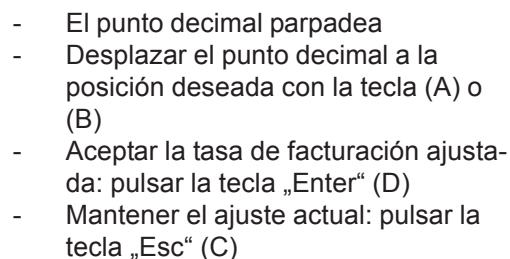 - El punto decimal parpadea
- Desplazar el punto decimal a la
posición deseada con la tecla (A) o
(B)
- Aceptar la tasa de facturación ajusta-
da: pulsar la tecla „Enter“ (D)
- Mantener el ajuste actual: pulsar la
tecla „Esc“ (C)